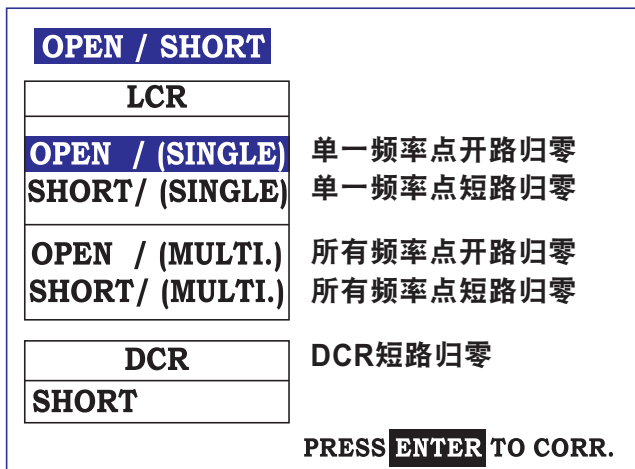 OPEN / SHORT
LCR
OPEN / (SINGLE) 单一频率点开路归零
SHORT/ (SINGLE) 单一频率点短路归零
OPEN / (MULTI.) 所有频率点开路归零
SHORT/ (MULTI.) 所有频率点短路归零
DCR DCR短路归零
SHORT
PRESS ENTER TO CORR.